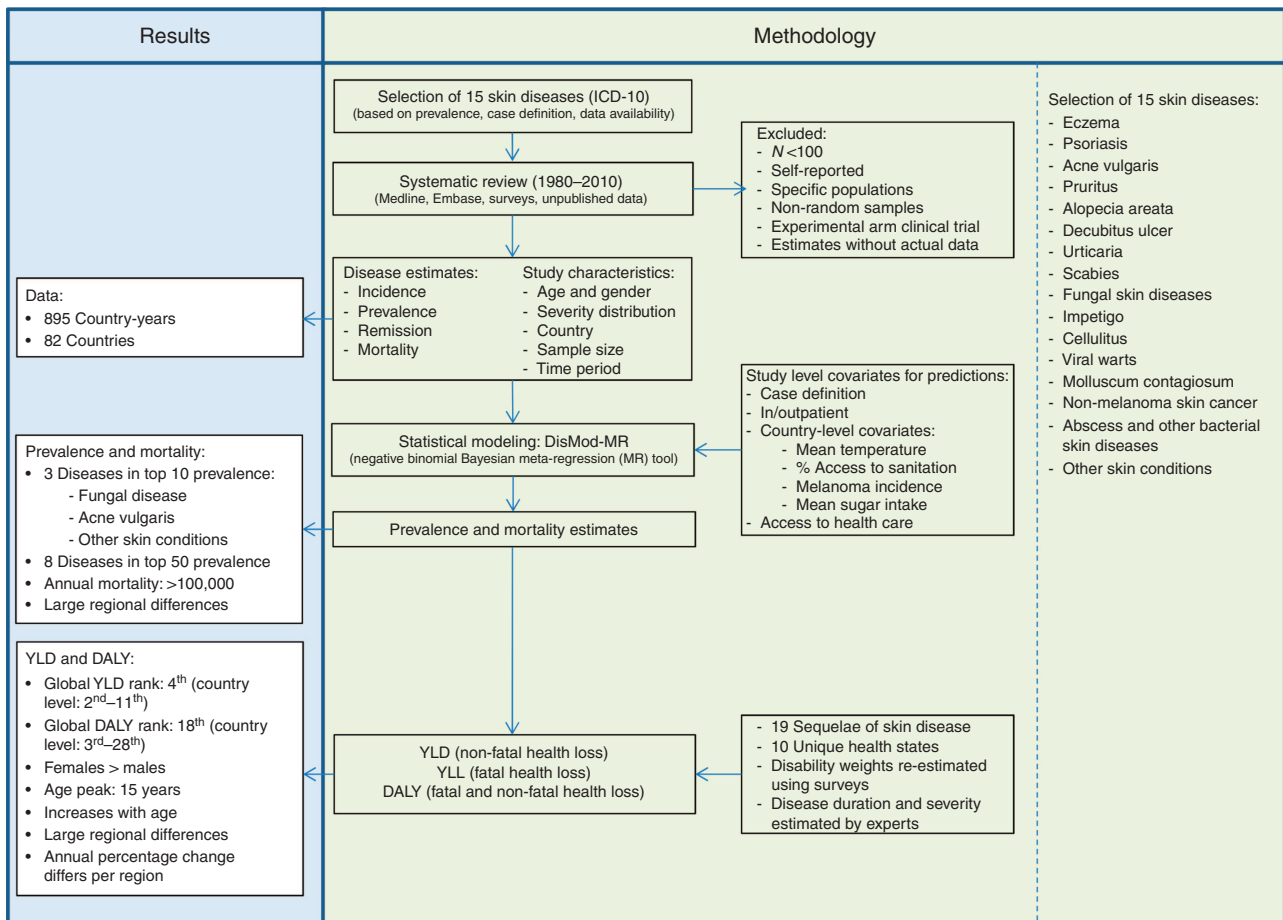 Results
Methodology
Selection of 15 skin diseases (ICD-10)
(based on prevalence, case definition, data availability)
Systematic review (1980–2010)
(Medline, Embase, surveys, unpublished data)
Excluded:
- N <100
- Self-reported
- Specific populations
- Non-random samples
- Experimental arm clinical trial
- Estimates without actual data
Disease estimates:
- Incidence
- Prevalence
- Remission
- Mortality
Study characteristics:
- Age and gender
- Severity distribution
- Country
- Sample size
- Time period
Data:
• 895 Country-years
• 82 Countries
Study level covariates for predictions:
- Case definition
- In/outpatient
- Country-level covariates:
- Mean temperature
- % Access to sanitation
- Melanoma incidence
- Mean sugar intake
- Access to health care
Statistical modeling: DisMod-MR
(negative binomial Bayesian meta-regression (MR) tool)
Prevalence and mortality estimates
Prevalence and mortality:
• 3 Diseases in top 10 prevalence:
- Fungal disease
- Acne vulgaris
- Other skin conditions
• 8 Diseases in top 50 prevalence
• Annual mortality: >100,000
• Large regional differences
YLD (non-fatal health loss)
YLL (fatal health loss)
DALY (fatal and non-fatal health loss)
- 19 Sequelae of skin disease
- 10 Unique health states
- Disability weights re-estimated
using surveys
- Disease duration and severity
estimated by experts
YLD and DALY:
• Global YLD rank: 4th (country
level: 2nd–11th)
• Global DALY rank: 18th (country
level: 3rd–28th)
• Females > males
• Age peak: 15 years
• Increases with age
• Large regional differences
• Annual percentage change
differs per region
Selection of 15 skin diseases:
- Eczema
- Psoriasis
- Acne vulgaris
- Pruritus
- Alopecia areata
- Decubitus ulcer
- Urticaria
- Scabies
- Fungal skin diseases
- Impetigo
- Cellulitus
- Viral warts
- Molluscum contagiosum
- Non-melanoma skin cancer
- Abscess and other bacterial
skin diseases
- Other skin conditions